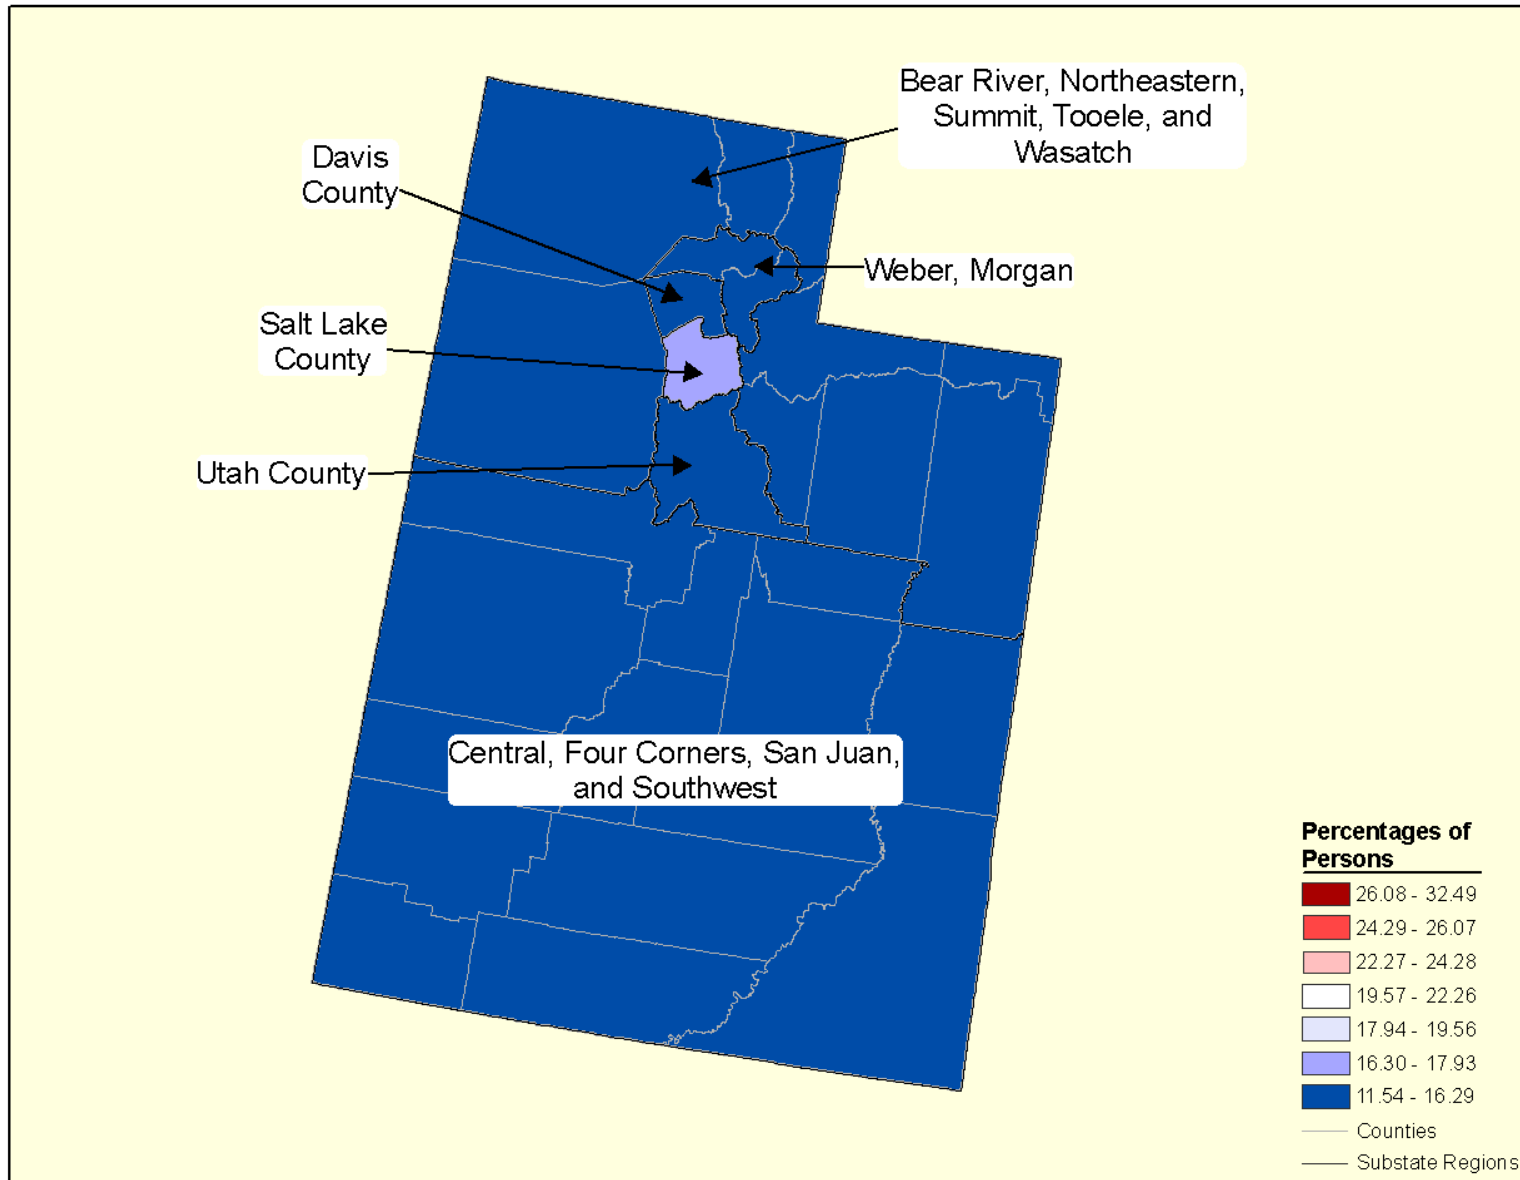 Bear River, Northeastern,
Summit, Tooele, and
Wasatch
Davis
County
Weber, Morgan
Salt Lake
County
Utah County
Central, Four Corners, San Juan,
and Southwest
Percentages of
Persons
26.08 - 32.49
24.29 - 26.07
22.27 - 24.28
19.57 - 22.26
17.94 - 19.56
16.30 - 17.93
11.54 - 16.29
Counties
Substate Regions